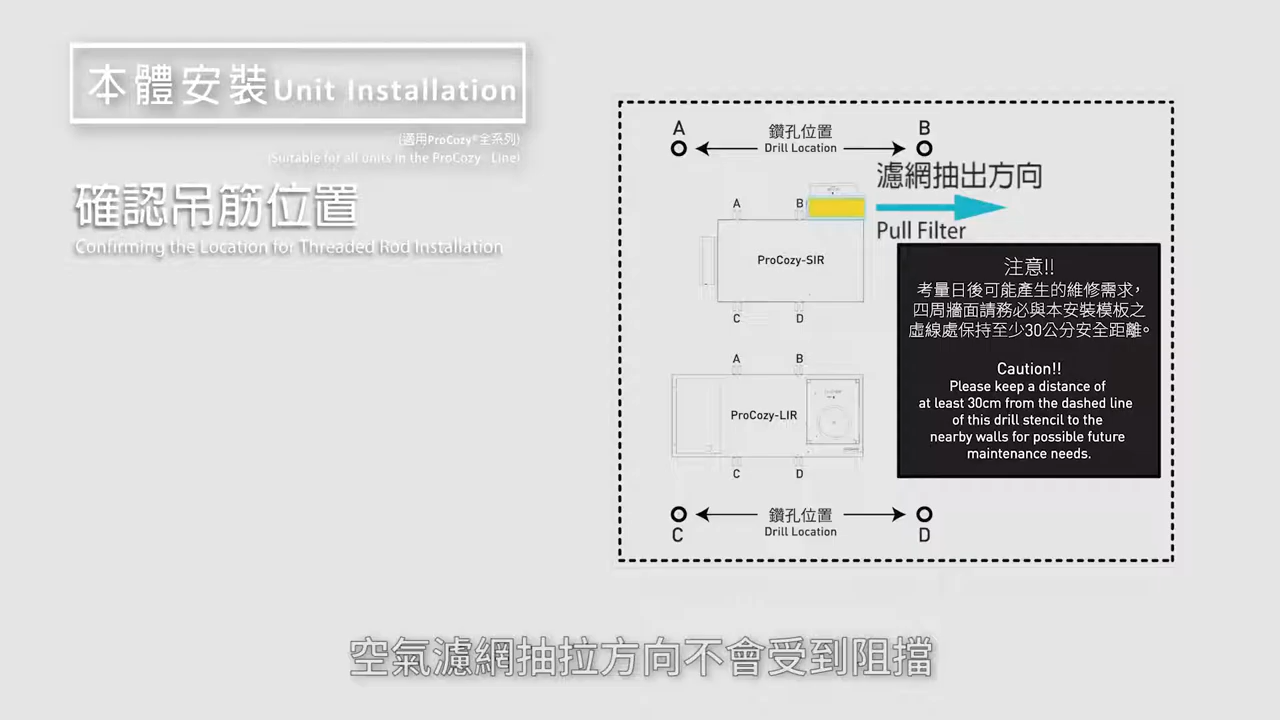 本體安裝Unit Installation
(適用ProCozy®全系列)
(Suitable for all units in the ProCozy® Line)
確認吊筋位置
Confirming the Location for Threaded Rod Installation
A 鑽孔位置 B
Drill Location
濾網抽出方向
Pull Filter
A B
ProCozy-SIR
C D
注意!!
考量日後可能產生的維修需求,
四周牆面請務必與本安裝模板之
虛線處保持至少30公分安全距離。
Caution!!
Please keep a distance of
at least 30cm from the dashed line
of this drill stencil to the
nearby walls for possible future
maintenance needs.
A B
ProCozy-LIR
C D
鑽孔位置
Drill Location
C D
空氣濾網抽拉方向不會受到阻擋